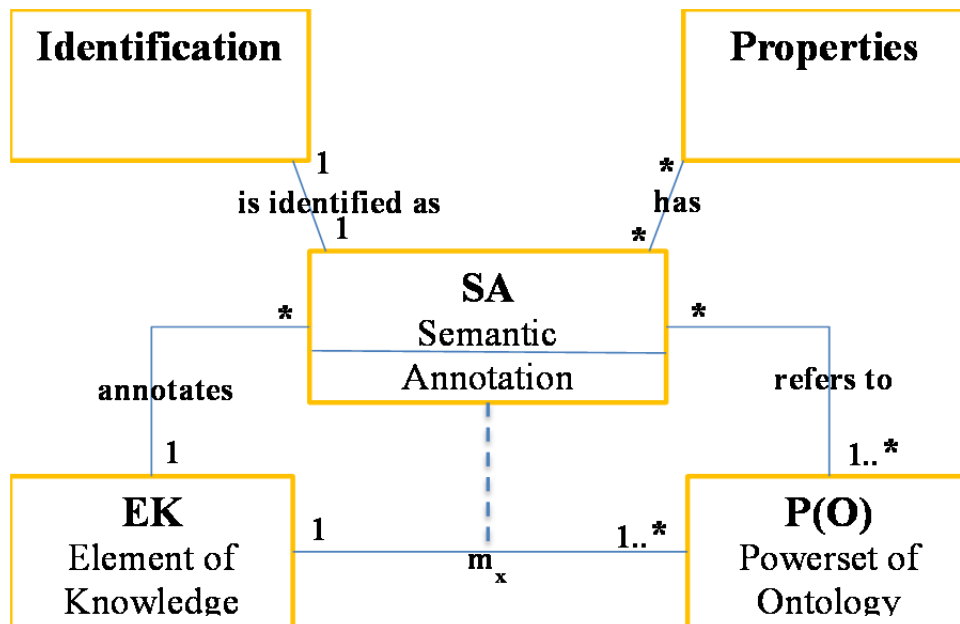 Identification
Properties
1
*
is identified as
has
1
*
SA
Semantic
Annotation
*
*
annotates
refers to
1
1..*
EK
Element of
Knowledge
1
1..*
m_x
P(O)
Powerset of
Ontology